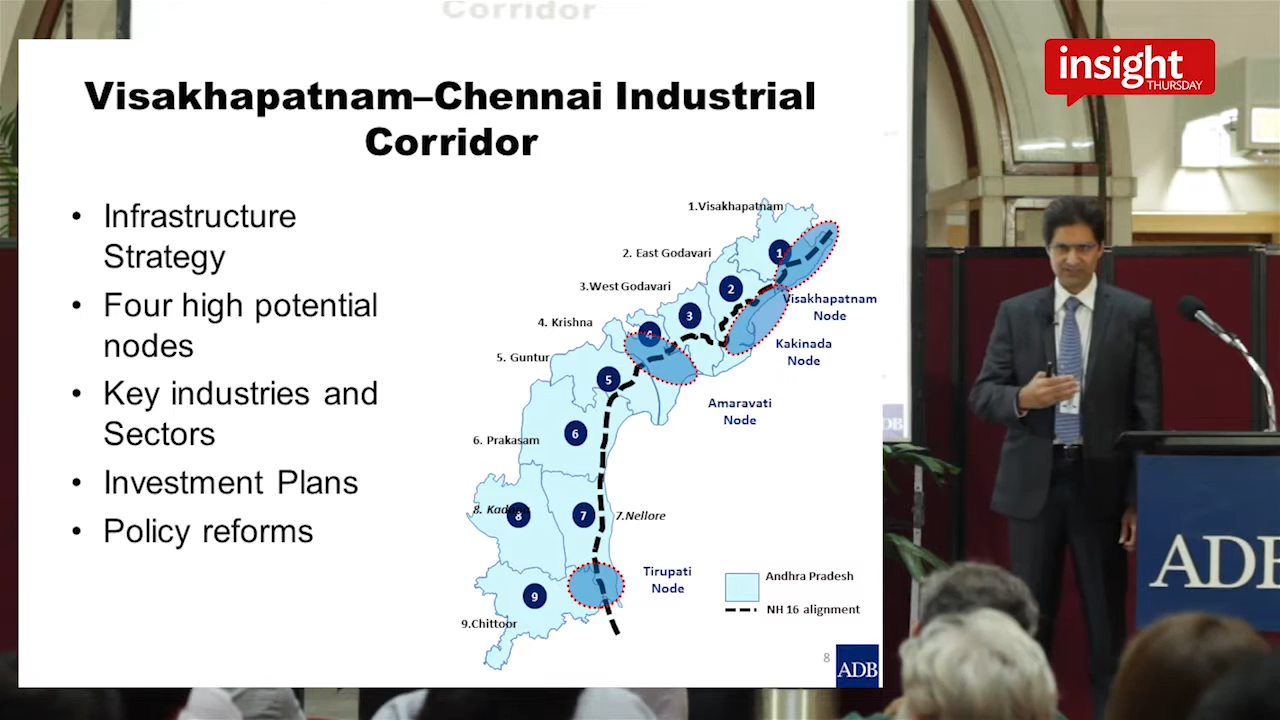 Corridor
insight
THURSDAY
Visakhapatnam–Chennai Industrial
Corridor
• Infrastructure
Strategy
• Four high potential
nodes
• Key industries and
Sectors
• Investment Plans
• Policy reforms
1.Visakhapatnam
2. East Godavari
3.West Godavari
4. Krishna
5. Guntur
6. Prakasam
7.Nellore
9.Chittoor
1
2
3
4
5
6
7
8
9
Visakhapatnam
Node
Kakinada
Node
Amaravati
Node
Tirupati
Node
Andhra Pradesh
NH 16 alignment
8
ADB
ADB